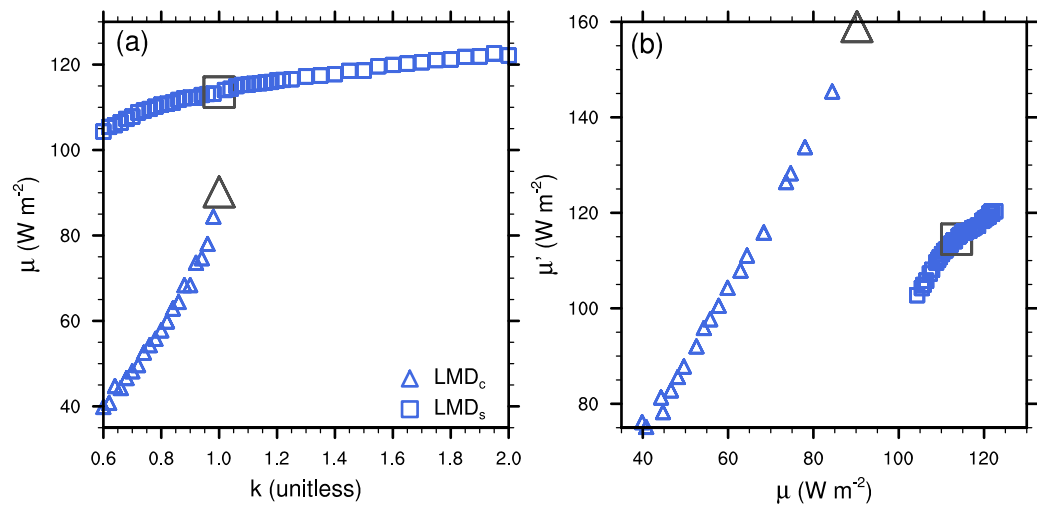 (a)
μ (W m-2)
120
100
80
60
40
0.6 0.8 1.0 1.2 1.4 1.6 1.8 2.0
k (unitless)
LMDc
LMDs
(b)
μ' (W m-2)
160
140
120
100
80
40 60 80 100 120
μ (W m-2)